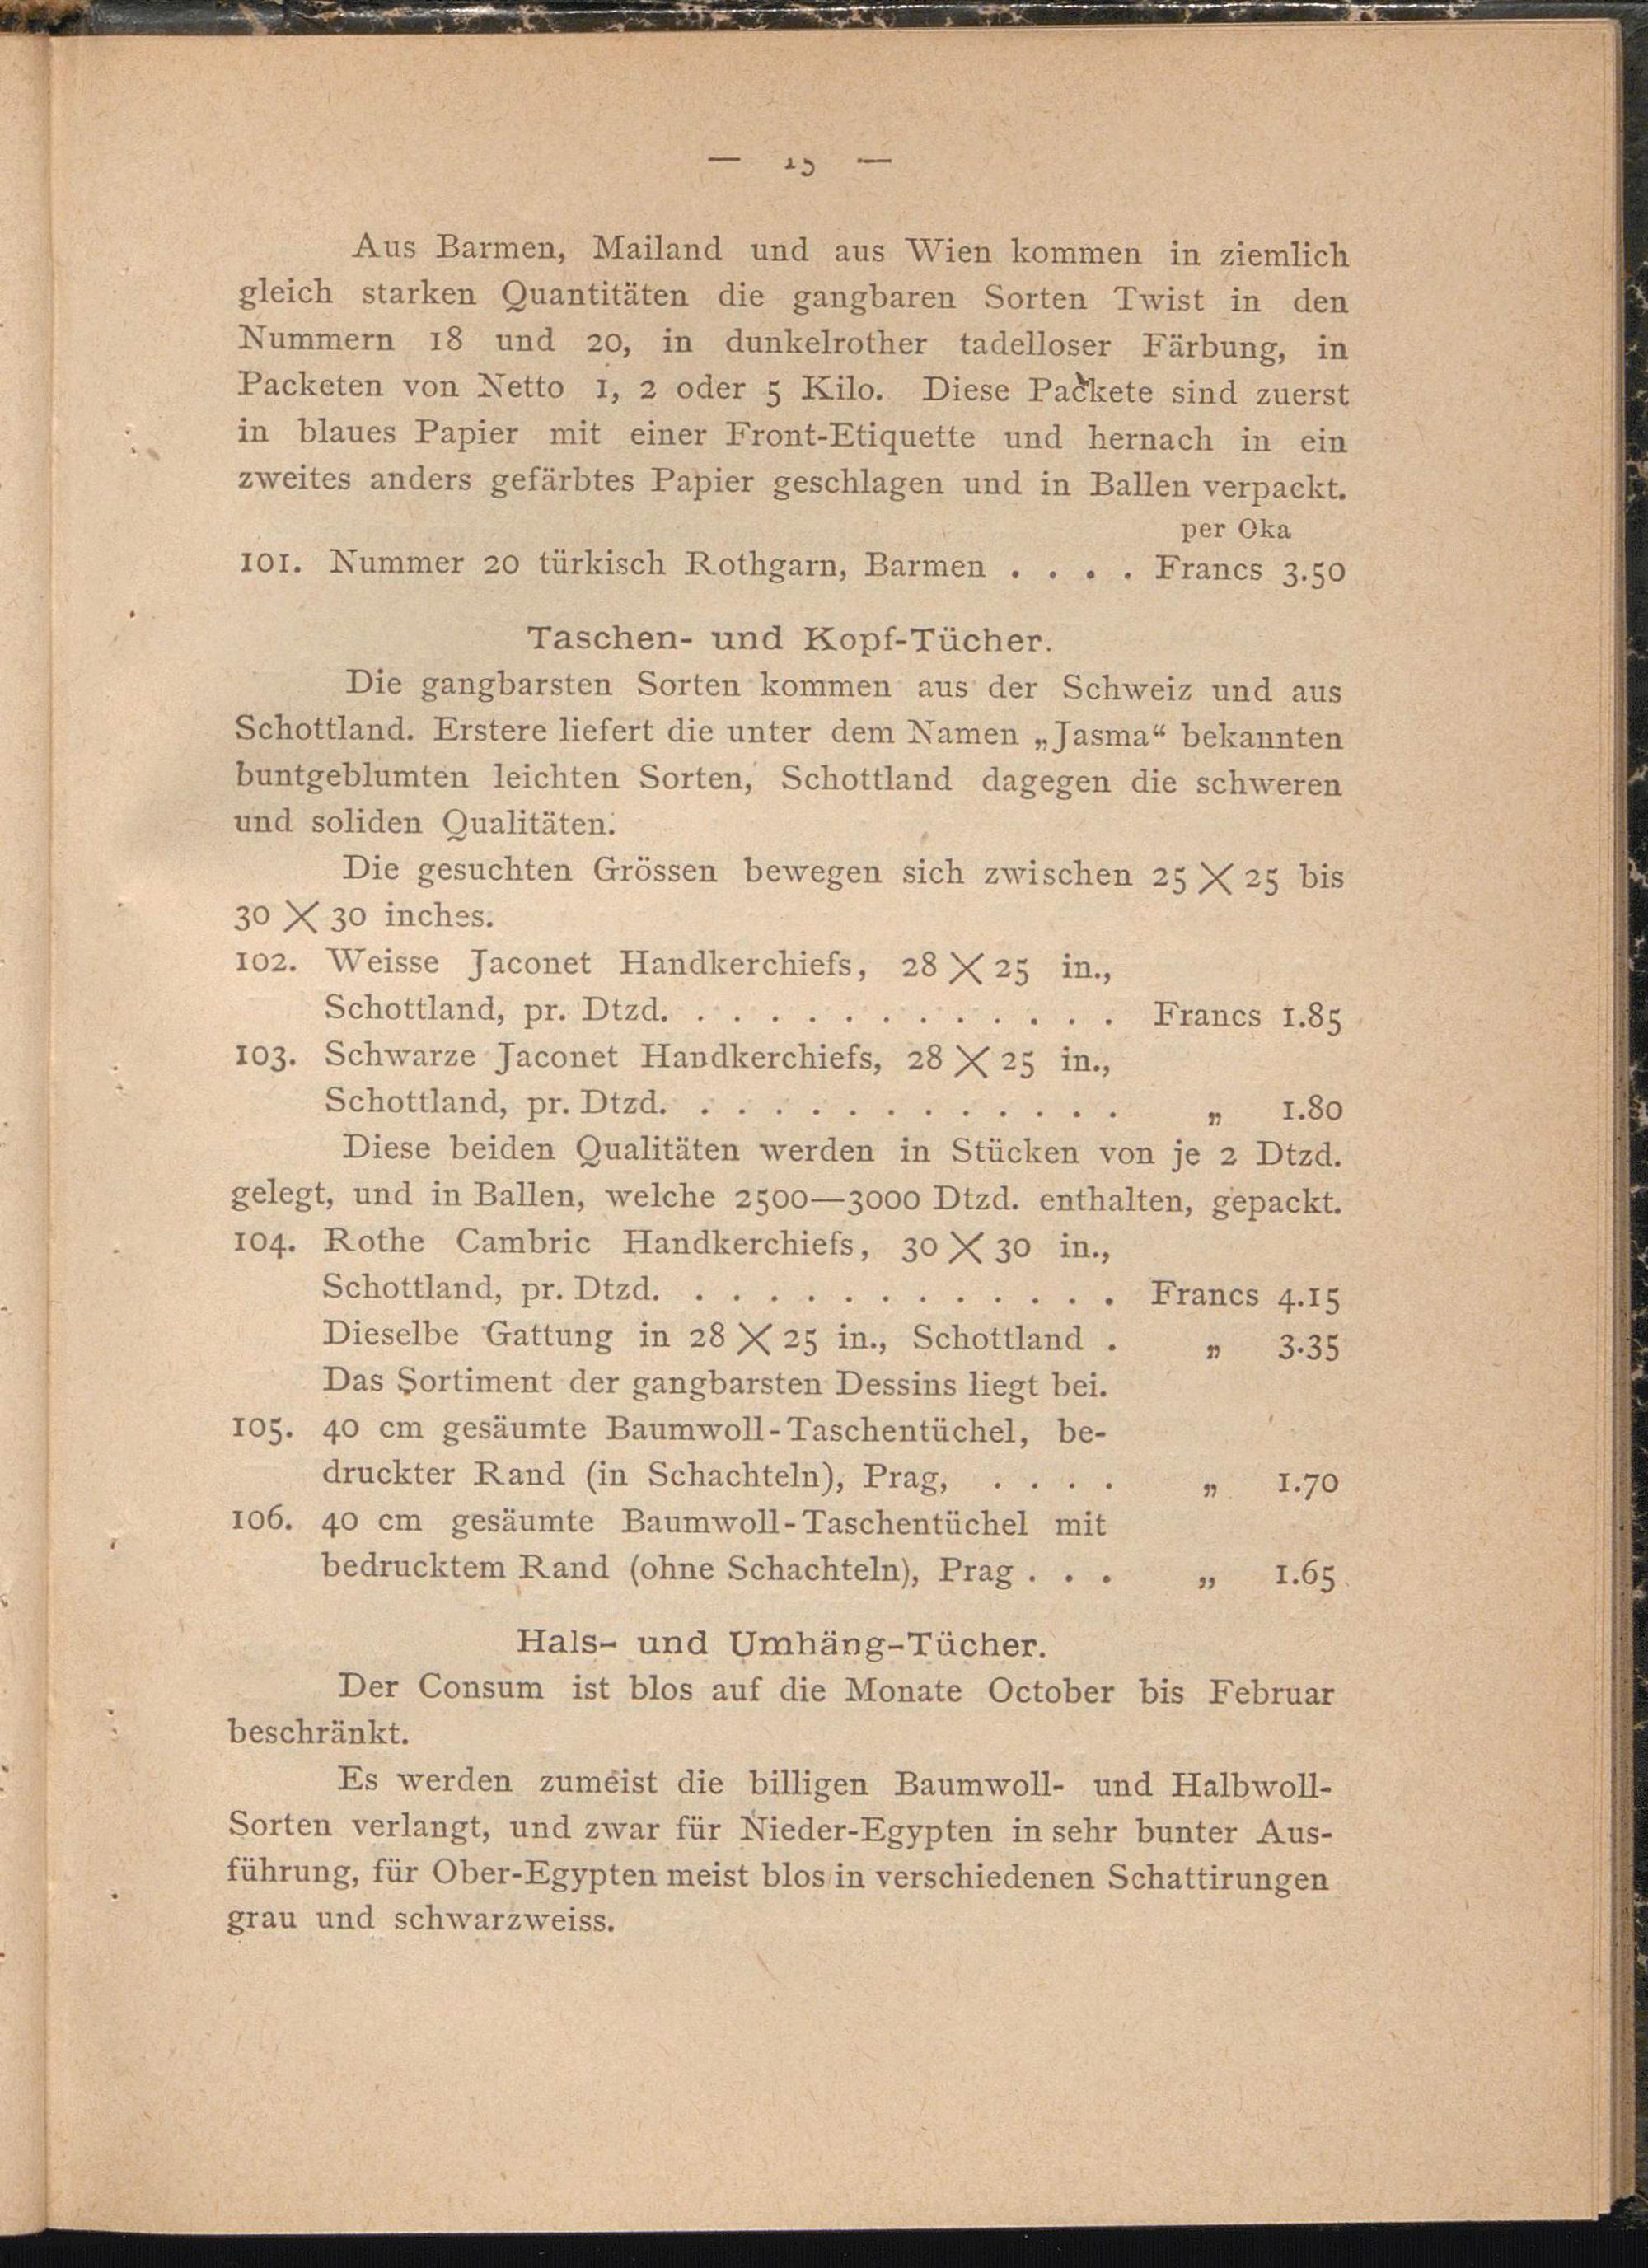 — 15 —
Aus Barmen, Mailand und aus Wien kommen in ziemlich
gleich starken Quantitäten die gangbaren Sorten Twist in den
Nummern 18 und 20, in dunkelrother tadelloser Färbung, in
Packeten von Netto 1, 2 oder 5 Kilo. Diese Packete sind zuerst
in blaues Papier mit einer Front-Etiquette und hernach in ein
zweites anders gefärbtes Papier geschlagen und in Ballen verpackt.
per Oka
101. Nummer 20 türkisch Rothgarn, Barmen . . . . Francs 3.50
Taschen- und Kopf-Tücher.
Die gangbarsten Sorten kommen aus der Schweiz und aus
Schottland. Erstere liefert die unter dem Namen „Jasma“ bekannten
buntgeblumten leichten Sorten, Schottland dagegen die schweren
und soliden Qualitäten.
Die gesuchten Grössen bewegen sich zwischen 25 × 25 bis
30 × 30 inches.
102. Weisse Jaconet Handkerchiefs, 28 × 25 in.,
Schottland, pr. Dtzd. . . . . . . . . . . . . Francs 1.85
103. Schwarze Jaconet Handkerchiefs, 28 × 25 in.,
Schottland, pr. Dtzd. . . . . . . . . . . . . „ 1.80
Diese beiden Qualitäten werden in Stücken von je 2 Dtzd.
gelegt, und in Ballen, welche 2500—3000 Dtzd. enthalten, gepackt.
104. Rothe Cambric Handkerchiefs, 30 × 30 in.,
Schottland, pr. Dtzd. . . . . . . . . . . . . Francs 4.15
Dieselbe Gattung in 28 × 25 in., Schottland . „ 3.35
Das Sortiment der gangbarsten Dessins liegt bei.
105. 40 cm gesäumte Baumwoll-Taschentüchel, be-
druckter Rand (in Schachteln), Prag, . . . . „ 1.70
106. 40 cm gesäumte Baumwoll-Taschentüchel mit
bedrucktem Rand (ohne Schachteln), Prag . . . „ 1.65
Hals- und Umhäng-Tücher.
Der Consum ist blos auf die Monate October bis Februar
beschränkt.
Es werden zumeist die billigen Baumwoll- und Halbwoll-
Sorten verlangt, und zwar für Nieder-Egypten in sehr bunter Aus-
führung, für Ober-Egypten meist blos in verschiedenen Schattirungen
grau und schwarzweiss.